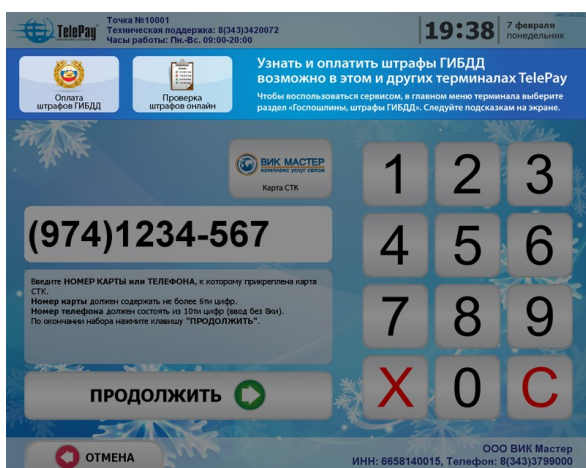 TelePay
Точка №10001
Техническая поддержка: 8(343)3420072
Часы работы: Пн.-Вс. 09:00-20:00
19:38
7 февраля
понедельник
Оплата
штрафов ГИБДД
Проверка
штрафов онлайн
Узнать и оплатить штрафы ГИБДД
возможно в этом и других терминалах TelePay
Чтобы воспользоваться сервисом, в главном меню терминала выберите
раздел «Госпошлины, штрафы ГИБДД». Следуйте подсказкам на экране.
ВИК МАСТЕР
комплекс услуг связи
Карта СТК
(974)1234-567
Введите НОМЕР КАРТЫ или ТЕЛЕФОНА, к которому прикреплена карта
СТК.
Номер карты должен содержать не более 6ти цифр.
Номер телефона должен состоять из 10ти цифр (ввод без 8ки).
По окончании набора нажмите клавишу "ПРОДОЛЖИТЬ".
1 2 3
4 5 6
7 8 9
X 0 C
ПРОДОЛЖИТЬ
ОТМЕНА
ООО ВИК Мастер
ИНН: 6658140015, Телефон: 8(343)3799000